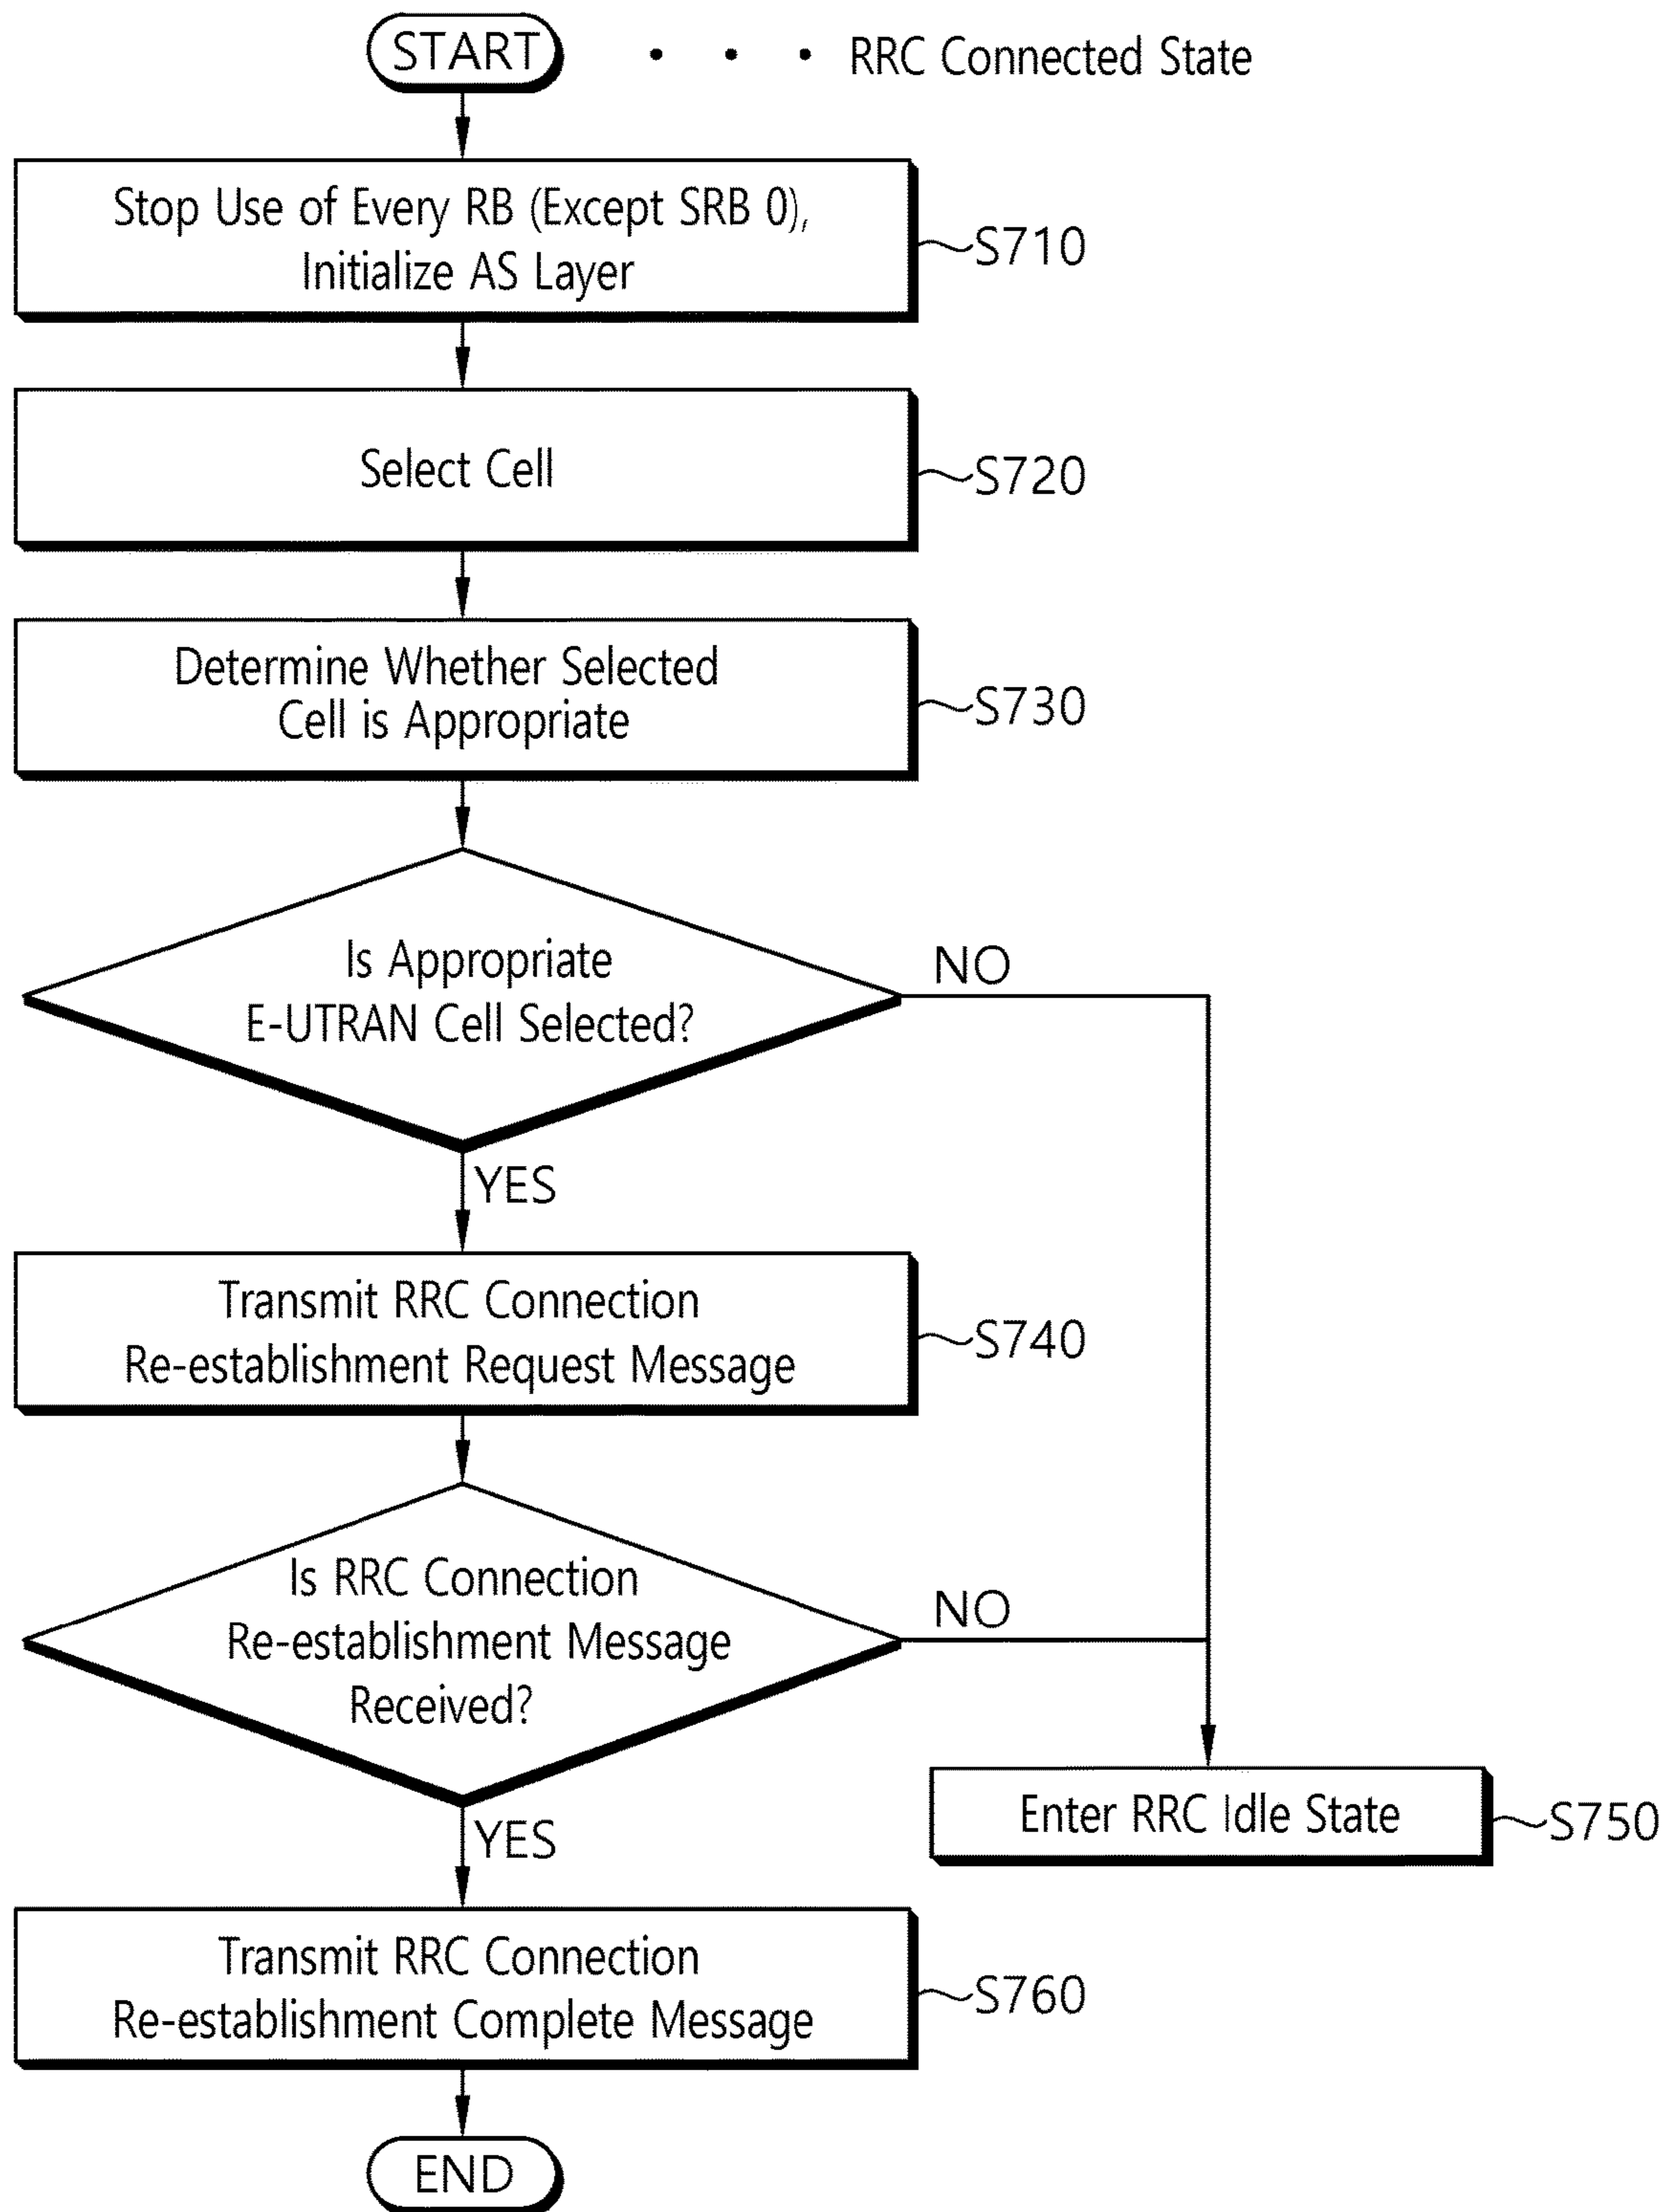 START
· · · RRC Connected State
Stop Use of Every RB (Except SRB 0),
Initialize AS Layer
S710
Select Cell
S720
Determine Whether Selected
Cell is Appropriate
S730
Is Appropriate
E-UTRAN Cell Selected?
NO
YES
Transmit RRC Connection
Re-establishment Request Message
S740
Is RRC Connection
Re-establishment Message
Received?
NO
YES
Enter RRC Idle State
S750
Transmit RRC Connection
Re-establishment Complete Message
S760
END